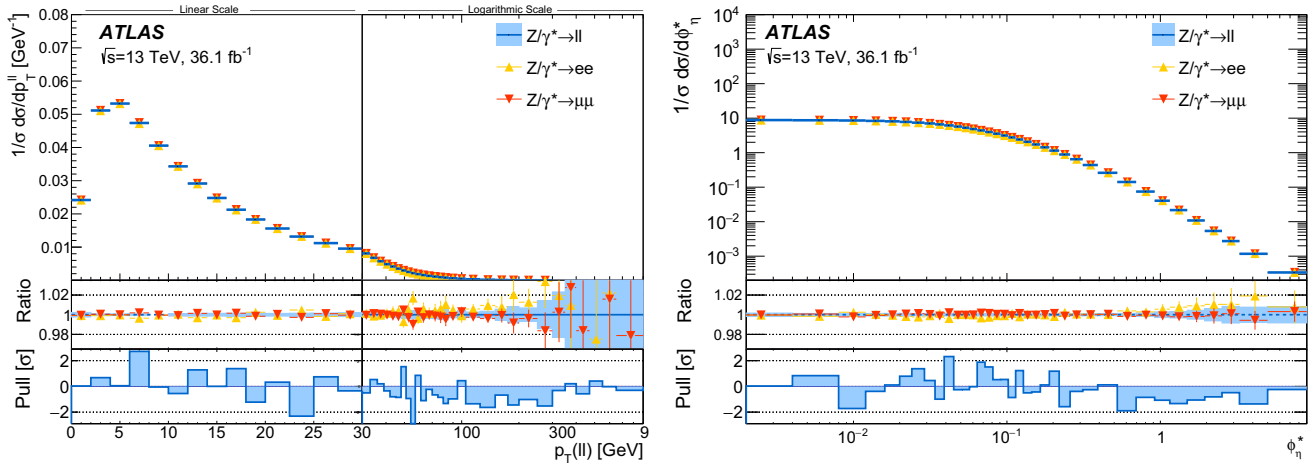 Linear Scale
Logarithmic Scale
1/σ dσ/dp_T^ll [GeV⁻¹]
0.08
0.07
0.06
0.05
0.04
0.03
0.02
0.01
ATLAS
√s=13 TeV, 36.1 fb⁻¹
Z/γ*→ll
Z/γ*→ee
Z/γ*→μμ
Ratio
1.02
1.00
0.98
Pull [σ]
2
0
−2
0 5 10 15 20 25 30 100 300 9
p_T(ll) [GeV]
1/σ dσ/dϕ*_η
10⁴
10³
10²
10
1
10⁻¹
10⁻²
10⁻³
ATLAS
√s=13 TeV, 36.1 fb⁻¹
Z/γ*→ll
Z/γ*→ee
Z/γ*→μμ
Ratio
1.02
1.00
0.98
Pull [σ]
2
0
−2
10⁻² 10⁻¹ 1
ϕ*_η